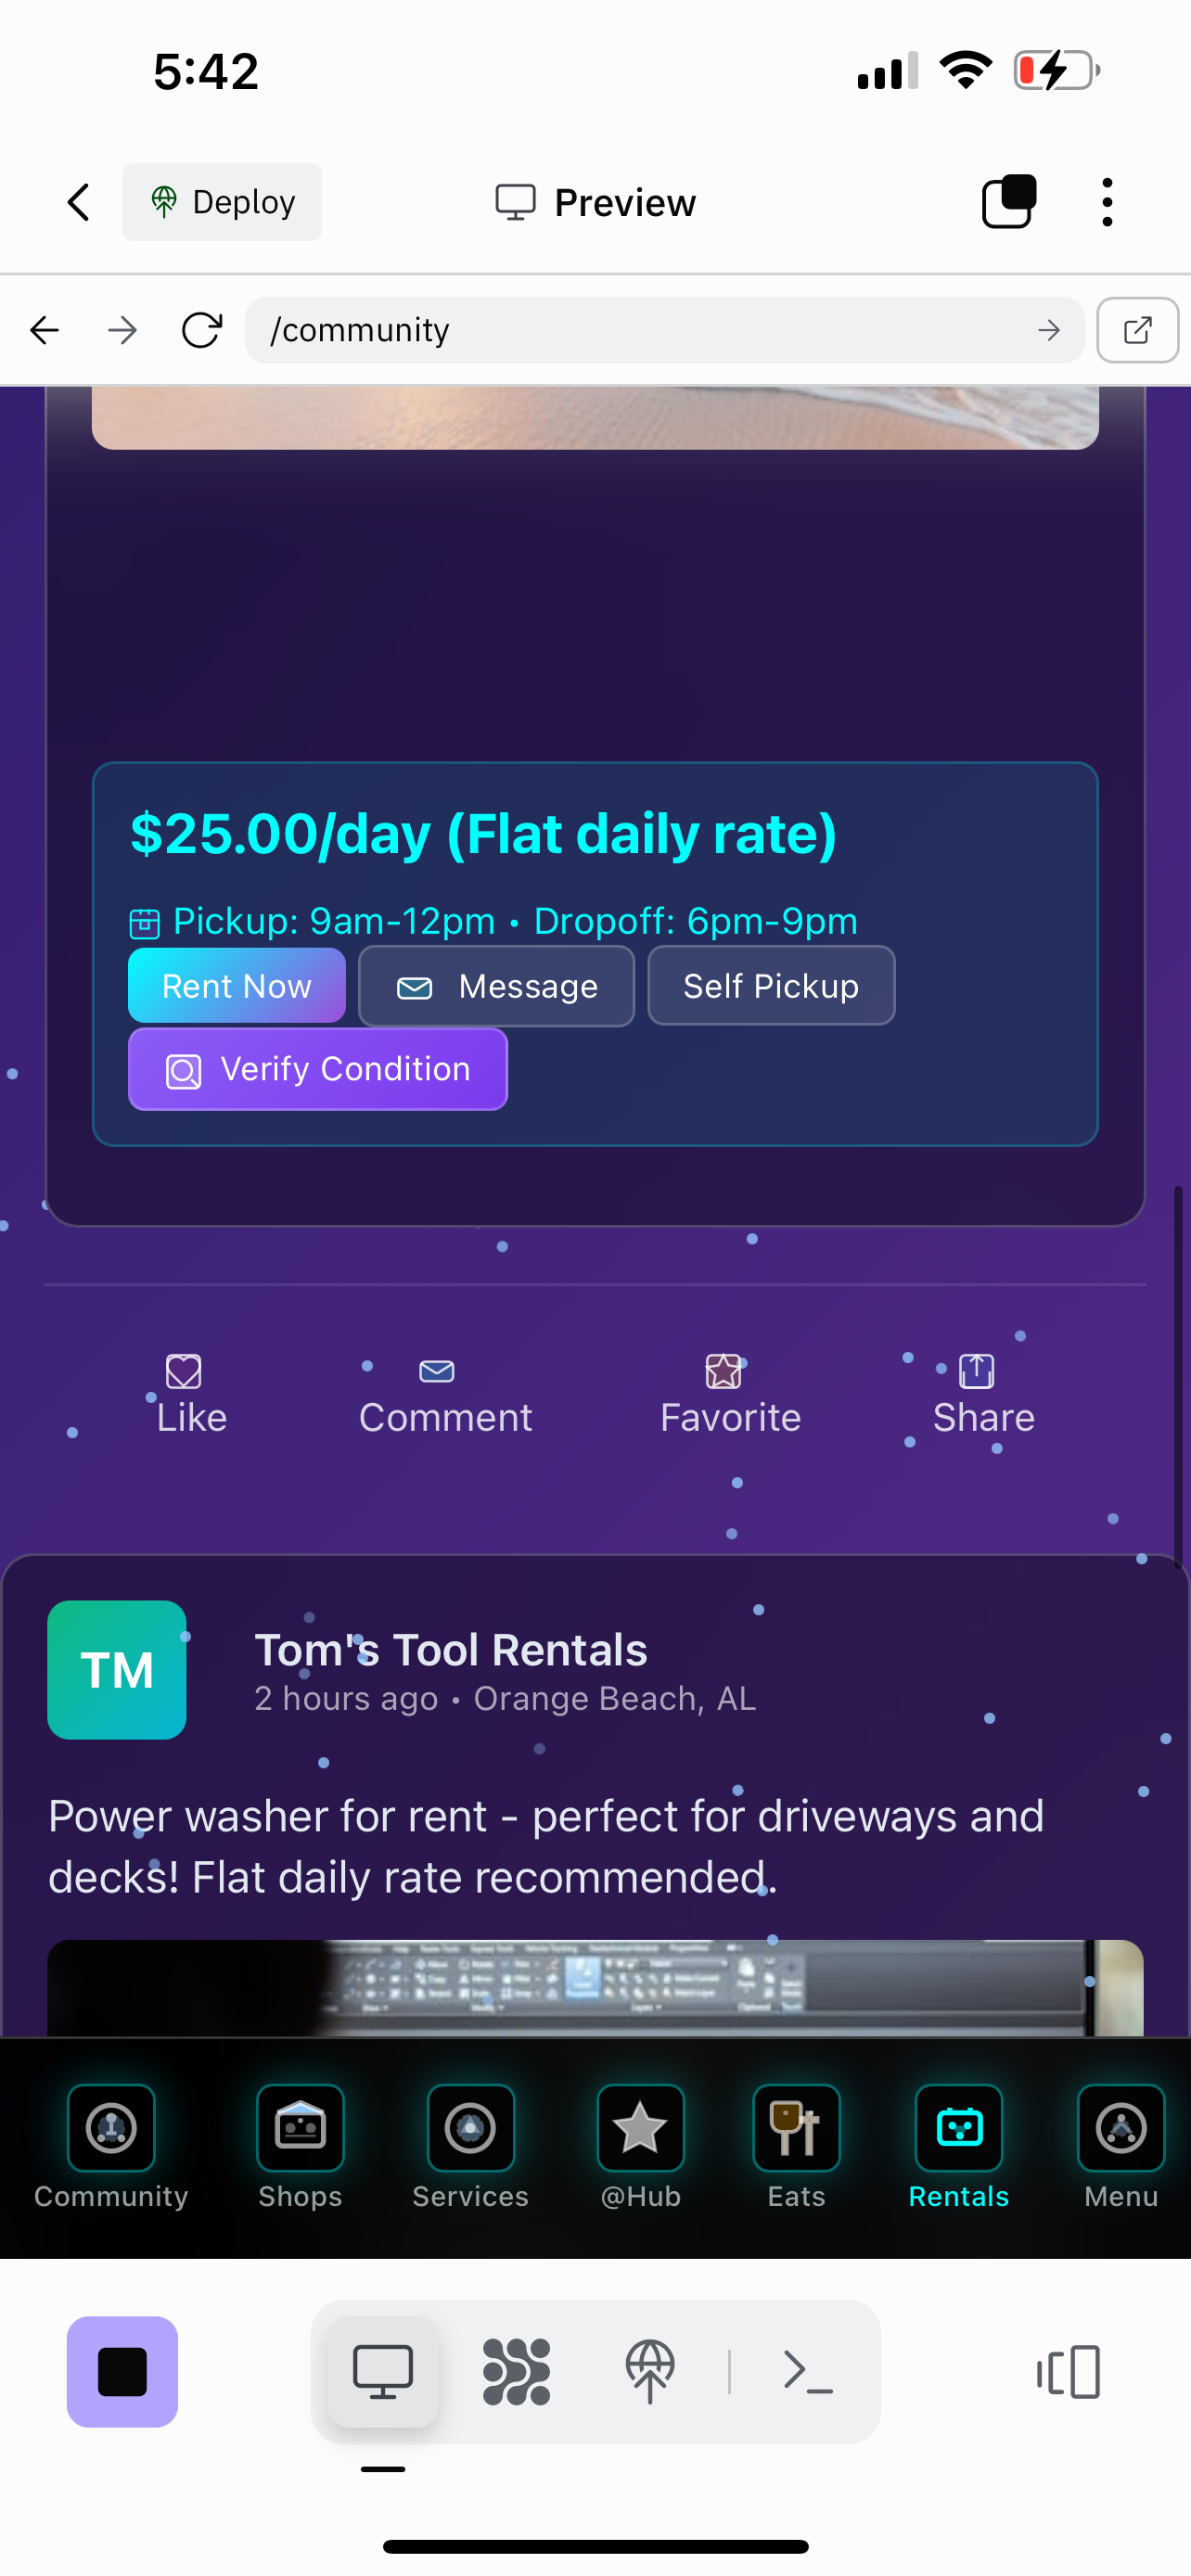 5:42
Deploy
Preview
/community
$25.00/day (Flat daily rate)
Pickup: 9am-12pm • Dropoff: 6pm-9pm
Rent Now
Message
Self Pickup
Verify Condition
Like
Comment
Favorite
Share
TM
Tom's Tool Rentals
2 hours ago • Orange Beach, AL
Power washer for rent - perfect for driveways and
decks! Flat daily rate recommended.
Community
Shops
Services
@Hub
Eats
Rentals
Menu